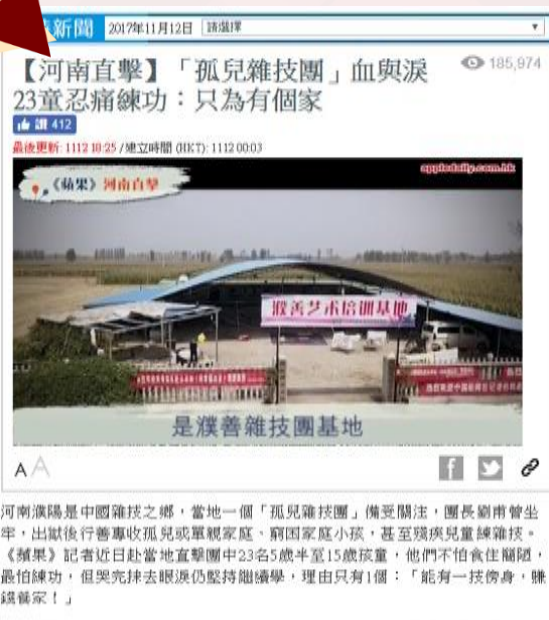 新聞 2017年11月12日 請選擇
【河南直擊】「孤兒雜技團」血與淚
23童忍痛練功：只為有個家
185,974
讚 412
最後更新: 1112 10:25 / 建立時間 (HKT): 1112 00:03
《蘋果》河南直擊
appledaily.com.hk
濮善艺术培训基地
是濮善雜技團基地
A A
河南濮陽是中國雜技之鄉，當地一個「孤兒雜技團」備受關注，團長劉甫曾坐
牢，出獄後行善專收孤兒或單親家庭、窮困家庭小孩，甚至殘疾兒童練雜技。
《蘋果》記者近日赴當地直擊團中23名5歲半至15歲孩童，他們不怕食住簡陋，
最怕練功，但哭完抹去眼淚仍堅持繼續學，理由只有1個：「能有一技傍身，賺
錢養家！」